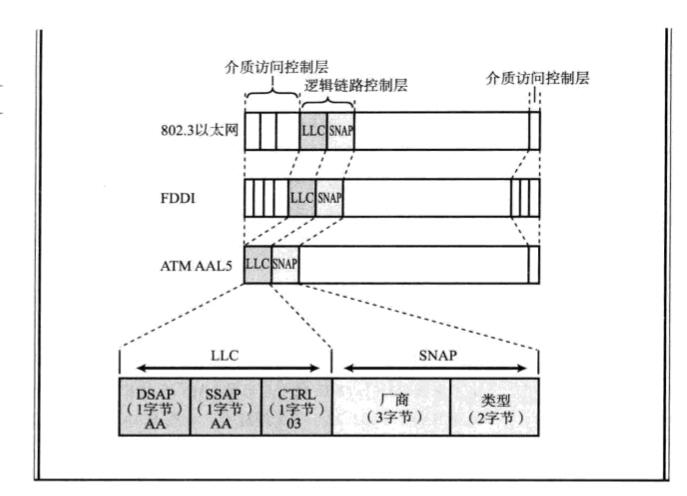 介质访问控制层
逻辑链路控制层
介质访问控制层
802.3以太网
LLC
SNAP
FDDI
LLC
SNAP
ATM AAL5
LLC
SNAP
LLC
SNAP
DSAP
(1字节)
AA
SSAP
(1字节)
AA
CTRL
(1字节)
03
厂商
(3字节)
类型
(2字节)